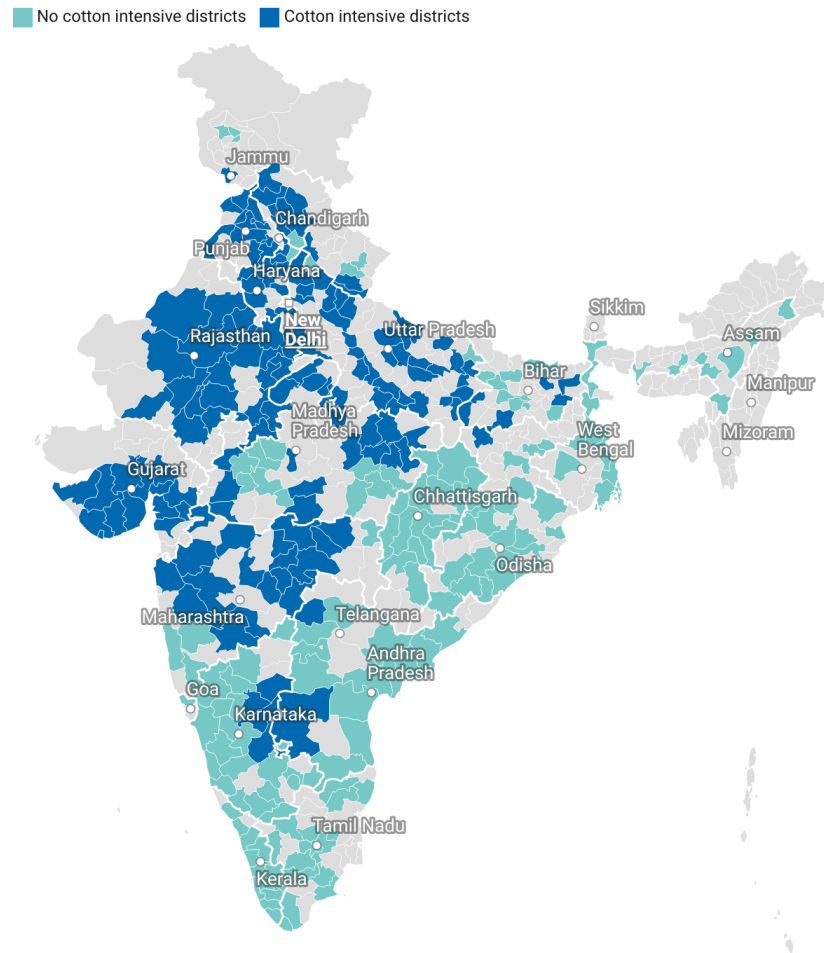 No cotton intensive districts
Cotton intensive districts
Jammu
Chandigarh
Punjab
Haryana
New
Delhi
Rajasthan
Uttar Pradesh
Sikkim
Assam
Bihar
Manipur
Madhya
Pradesh
West
Bengal
Mizoram
Gujarat
Chhattisgarh
Odisha
Maharashtra
Telangana
Andhra
Pradesh
Goa
Karnataka
Tamil Nadu
Kerala